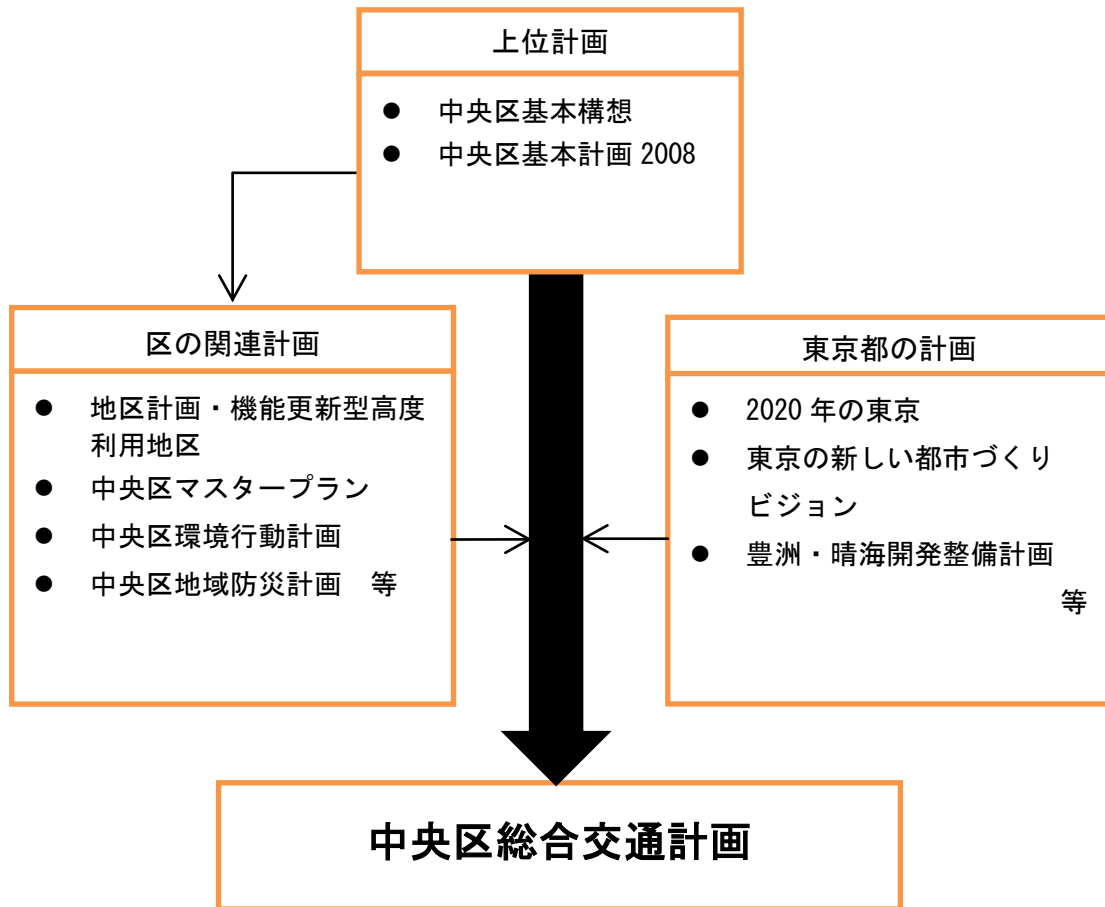 上位計画
● 中央区基本構想
● 中央区基本計画 2008
区の関連計画
● 地区計画・機能更新型高度
利用地区
● 中央区マスタープラン
● 中央区環境行動計画
● 中央区地域防災計画　等
東京都の計画
● 2020 年の東京
● 東京の新しい都市づくり
ビジョン
● 豊洲・晴海開発整備計画
等
中央区総合交通計画